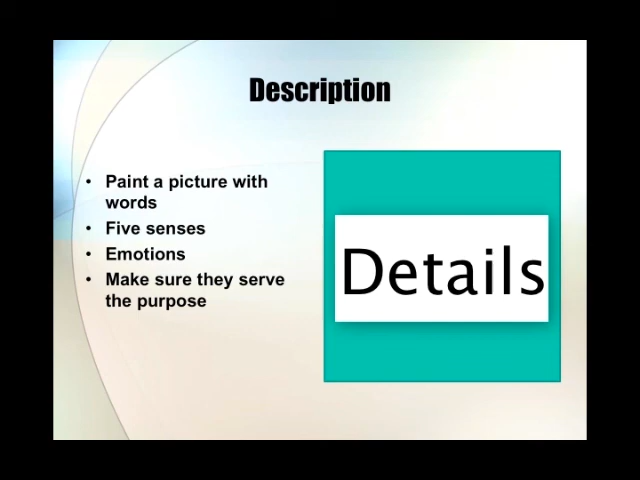 Description
• Paint a picture with
words
• Five senses
• Emotions
• Make sure they serve
the purpose
Details